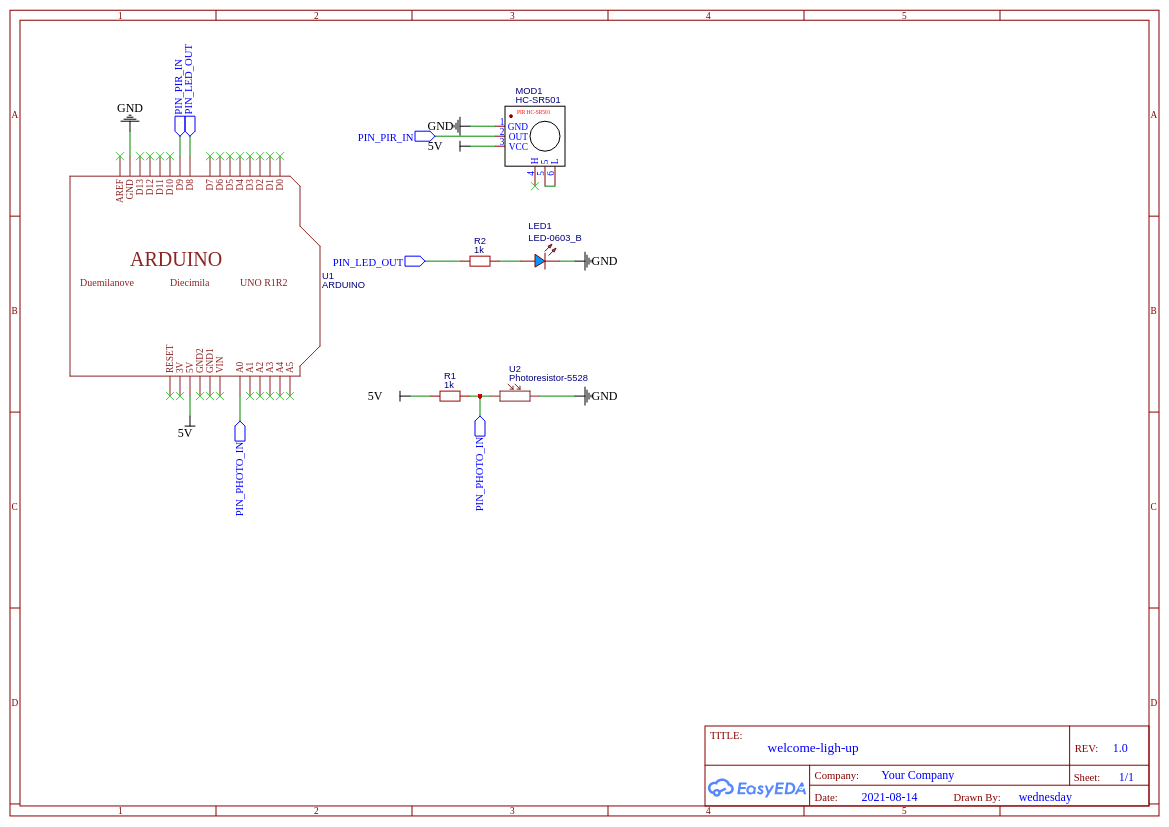 1 2 3 4 5
A A
B B
C C
D D
1 2 3 4 5
PIN_PIR_IN
PIN_LED_OUT
GND
AREF
GND
D13
D12
D11
D10
D9
D8
D7
D6
D5
D4
D3
D2
D1
D0
ARDUINO
Duemilanove Diecimila UNO R1R2
U1
ARDUINO
RESET
3V
5V
GND2
GND1
VIN
A0
A1
A2
A3
A4
A5
5V
PIN_PHOTO_IN
MOD1
HC-SR501
PIR HC-SR501
GND 1 GND
PIN_PIR_IN 2 OUT
5V 3 VCC
H S L
4 5 6
LED1
LED-0603_B
R2
1k
PIN_LED_OUT
GND
R1
1k
U2
Photoresistor-5528
5V
GND
PIN_PHOTO_IN
TITLE:
welcome-ligh-up
REV: 1.0
EasyEDA
Company: Your Company
Sheet: 1/1
Date: 2021-08-14 Drawn By: wednesday